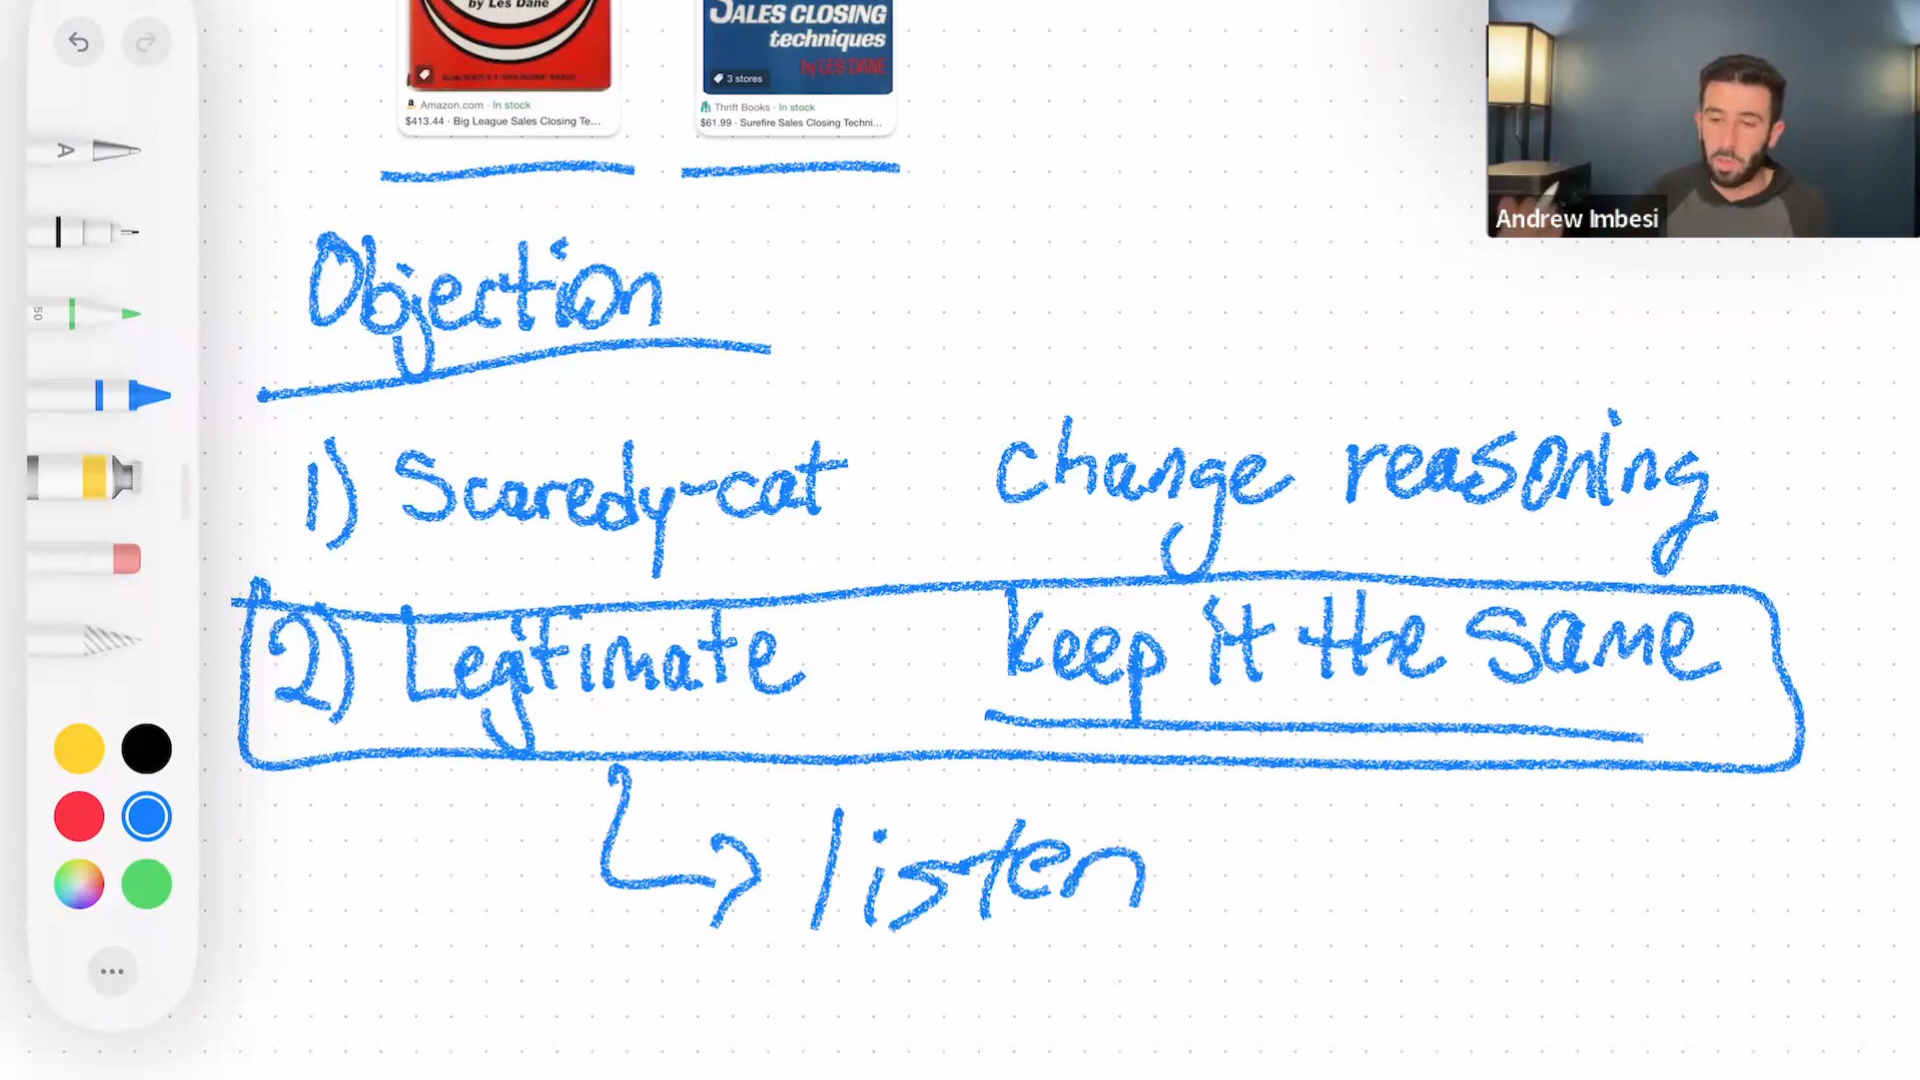 by Les Dane
SALES CLOSING
techniques
by LES DANE
3 stores
Amazon.com · In stock
$413.44 · Big League Sales Closing Te...
Thrift Books · In stock
$61.99 · Surefire Sales Closing Techni...
Andrew Imbesi
A
50
Objection
1) Scaredy-cat change reasoning
2) Legitimate keep it the same
listen